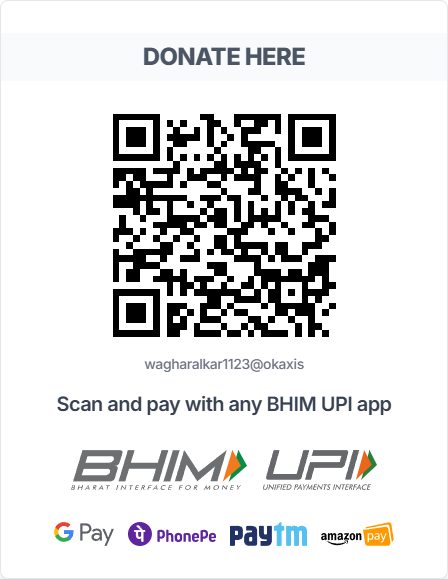 DONATE HERE
wagharalkar1123@okaxis
Scan and pay with any BHIM UPI app
BHIM UPI
BHARAT INTERFACE FOR MONEY UNIFIED PAYMENTS INTERFACE
G Pay PhonePe paytm amazon pay